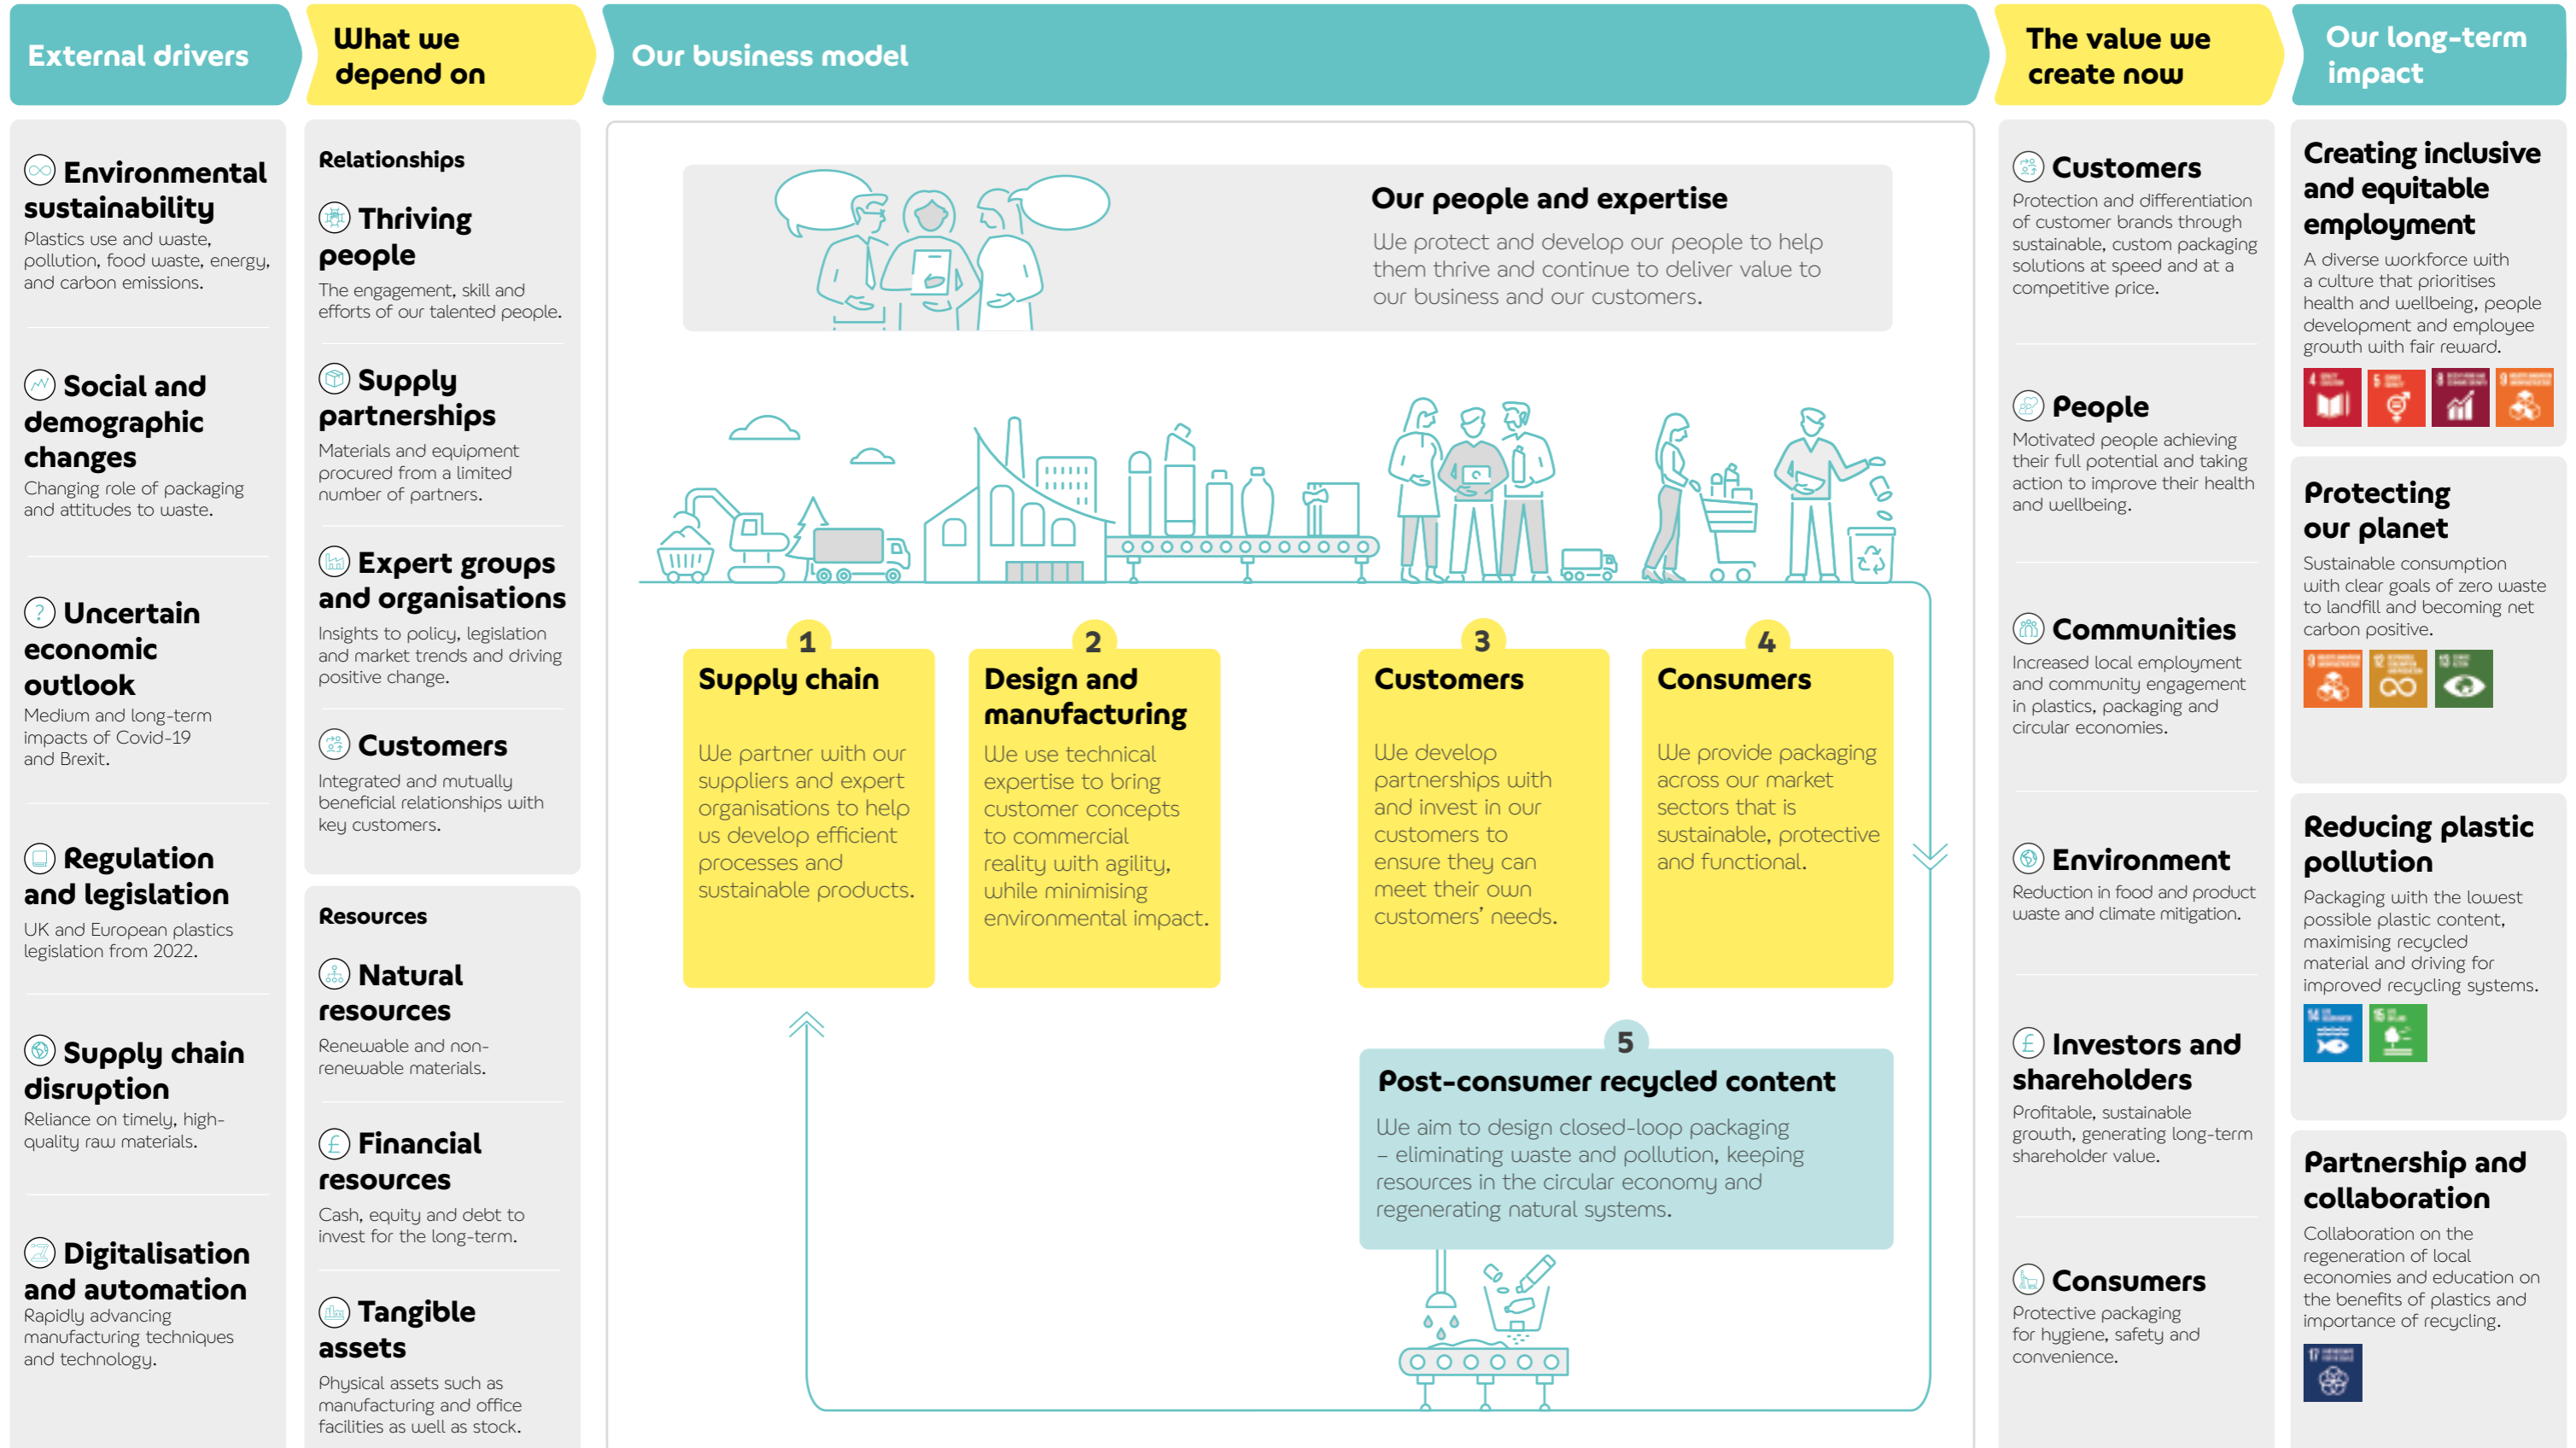 External drivers
What we
depend on
Our business model
The value we
create now
Our long-term
impact
Environmental
sustainability
Plastics use and waste,
pollution, food waste, energy,
and carbon emissions.
Social and
demographic
changes
Changing role of packaging
and attitudes to waste.
?
Uncertain
economic
outlook
Medium and long-term
impacts of Covid-19
and Brexit.
Regulation
and legislation
UK and European plastics
legislation from 2022.
Supply chain
disruption
Reliance on timely, high-
quality raw materials.
Digitalisation
and automation
Rapidly advancing
manufacturing techniques
and technology.
Relationships
Thriving
people
The engagement, skill and
efforts of our talented people.
Supply
partnerships
Materials and equipment
procured from a limited
number of partners.
Expert groups
and organisations
Insights to policy, legislation
and market trends and driving
positive change.
Customers
Integrated and mutually
beneficial relationships with
key customers.
Resources
Natural
resources
Renewable and non-
renewable materials.
£
Financial
resources
Cash, equity and debt to
invest for the long-term.
Tangible
assets
Physical assets such as
manufacturing and office
facilities as well as stock.
Our people and expertise
We protect and develop our people to help
them thrive and continue to deliver value to
our business and our customers.
1
Supply chain
We partner with our
suppliers and expert
organisations to help
us develop efficient
processes and
sustainable products.
2
Design and
manufacturing
We use technical
expertise to bring
customer concepts
to commercial
reality with agility,
while minimising
environmental impact.
3
Customers
We develop
partnerships with
and invest in our
customers to
ensure they can
meet their own
customers’ needs.
4
Consumers
We provide packaging
across our market
sectors that is
sustainable, protective
and functional.
5
Post-consumer recycled content
We aim to design closed-loop packaging
– eliminating waste and pollution, keeping
resources in the circular economy and
regenerating natural systems.
Customers
Protection and differentiation
of customer brands through
sustainable, custom packaging
solutions at speed and at a
competitive price.
People
Motivated people achieving
their full potential and taking
action to improve their health
and wellbeing.
Communities
Increased local employment
and community engagement
in plastics, packaging and
circular economies.
Environment
Reduction in food and product
waste and climate mitigation.
£
Investors and
shareholders
Profitable, sustainable
growth, generating long-term
shareholder value.
Consumers
Protective packaging
for hygiene, safety and
convenience.
Creating inclusive
and equitable
employment
A diverse workforce with
a culture that prioritises
health and wellbeing, people
development and employee
growth with fair reward.
4
5
8
9
Protecting
our planet
Sustainable consumption
with clear goals of zero waste
to landfill and becoming net
carbon positive.
9
12
13
Reducing plastic
pollution
Packaging with the lowest
possible plastic content,
maximising recycled
material and driving for
improved recycling systems.
14
15
Partnership and
collaboration
Collaboration on the
regeneration of local
economies and education on
the benefits of plastics and
importance of recycling.
17